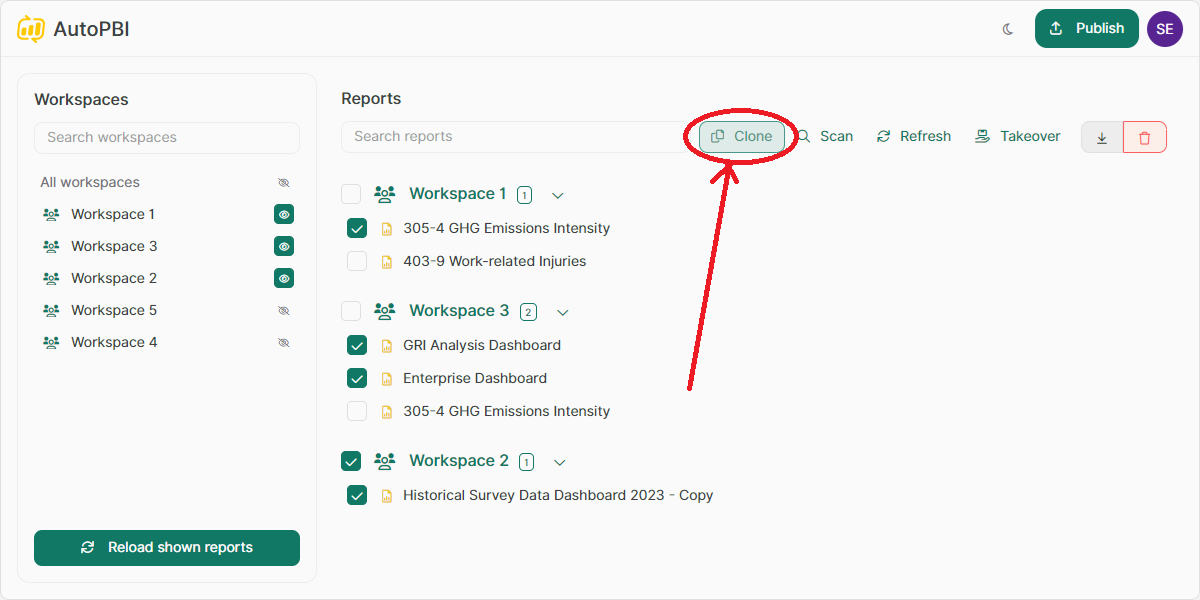 AutoPBI
Publish
SE
Workspaces
Search workspaces
All workspaces
Workspace 1
Workspace 3
Workspace 2
Workspace 5
Workspace 4
Reload shown reports
Reports
Search reports
Clone
Scan
Refresh
Takeover
Workspace 1 1
305-4 GHG Emissions Intensity
403-9 Work-related Injuries
Workspace 3 2
GRI Analysis Dashboard
Enterprise Dashboard
305-4 GHG Emissions Intensity
Workspace 2 1
Historical Survey Data Dashboard 2023 - Copy